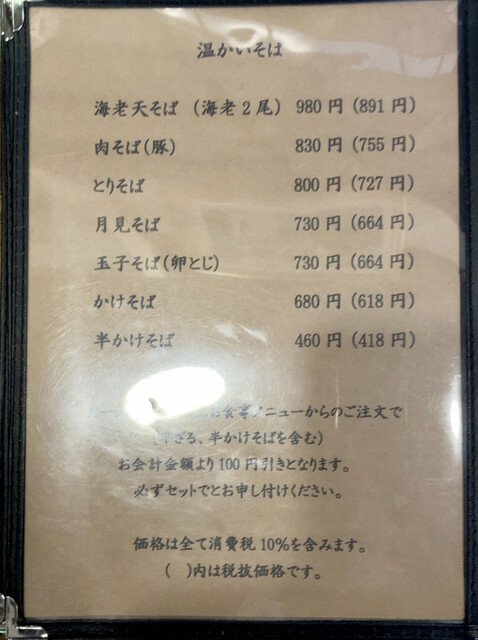 温かいそば
海老天そば （海老2尾） 980円（891円）
肉そば（豚） 830円（755円）
とりそば 800円（727円）
月見そば 730円（664円）
玉子そば（卵とじ） 730円（664円）
かけそば 680円（618円）
半かけそば 460円（418円）
食事メニューからのご注文で
ざる、半かけそばを含む）
お会計金額より100円引きとなります。
必ずセットでとお申し付けください。
価格は全て消費税10％を含みます。
（ ）内は税抜価格です。